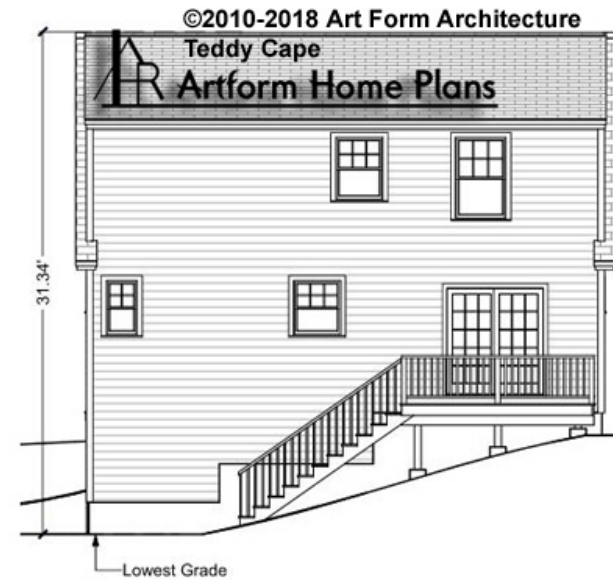 ©2010-2018 Art Form Architecture
Teddy Cape
Artform Home Plans
31.34'
Lowest Grade